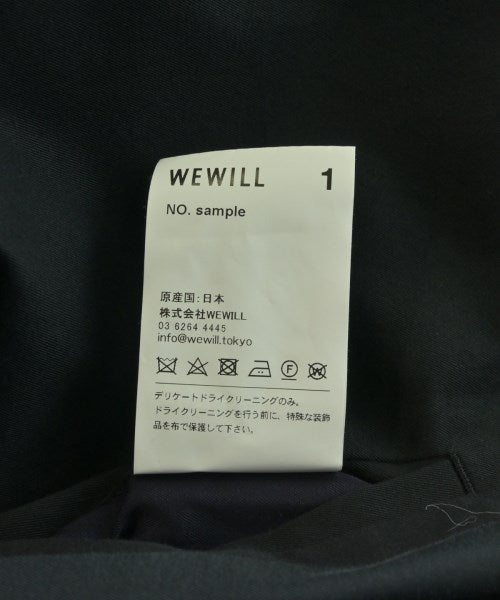 WEWILL 1
NO. sample
原産国:日本
株式会社WEWILL
03 6264 4445
info@wewill.tokyo
デリケートドライクリーニングのみ。
ドライクリーニングを行う前に、特殊な装飾
品を布で保護して下さい。